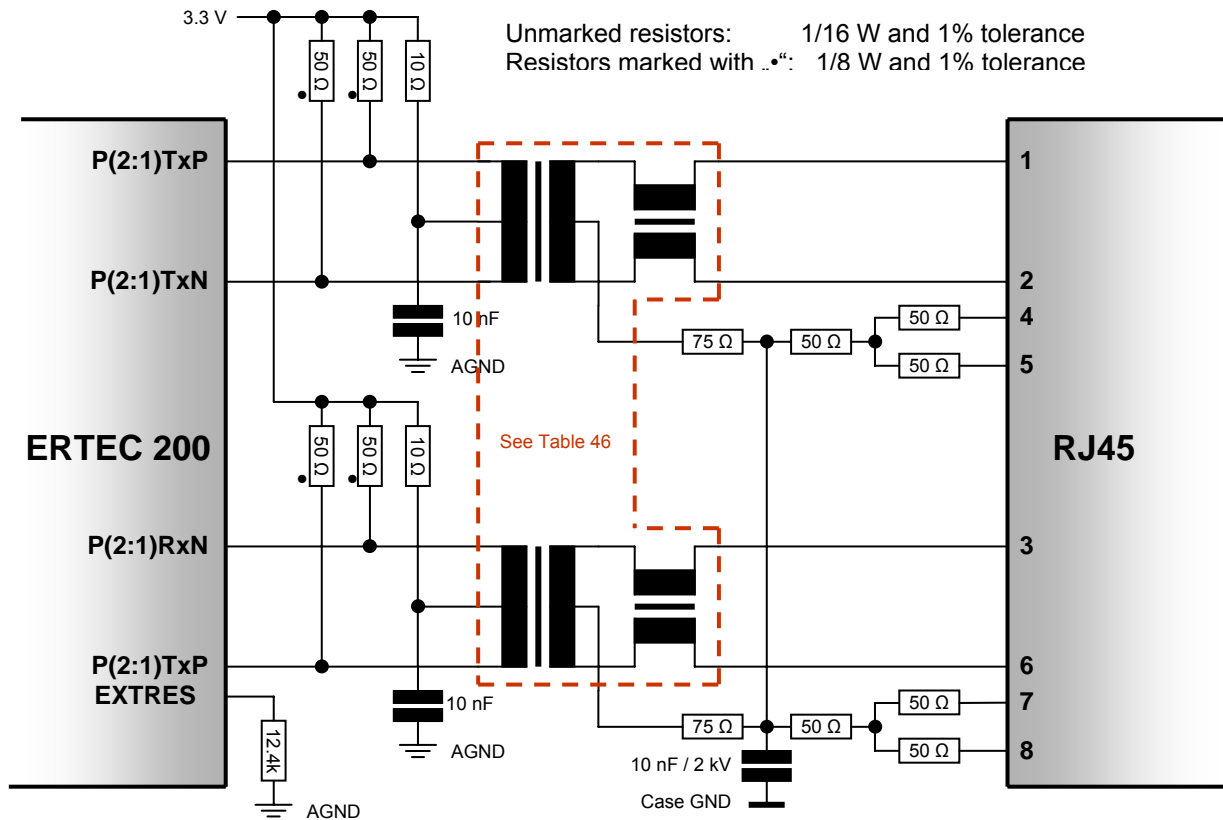 3.3 V
Unmarked resistors: 1/16 W and 1% tolerance
Resistors marked with „•“: 1/8 W and 1% tolerance
50 Ω
50 Ω
10 Ω
P(2:1)TxP
1
P(2:1)TxN
2
10 nF
AGND
4
50 Ω
75 Ω
50 Ω
50 Ω
5
ERTEC 200
50 Ω
50 Ω
10 Ω
See Table 46
RJ45
P(2:1)RxN
3
P(2:1)TxP
6
EXTRES
10 nF
50 Ω
7
75 Ω
50 Ω
50 Ω
8
12.4k
AGND
10 nF / 2 kV
Case GND
AGND